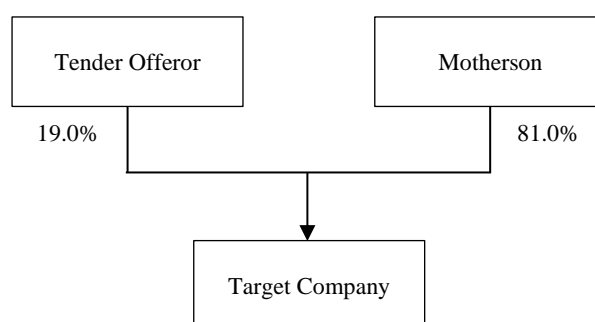 Tender Offeror
Motherson
19.0%
81.0%
Target Company